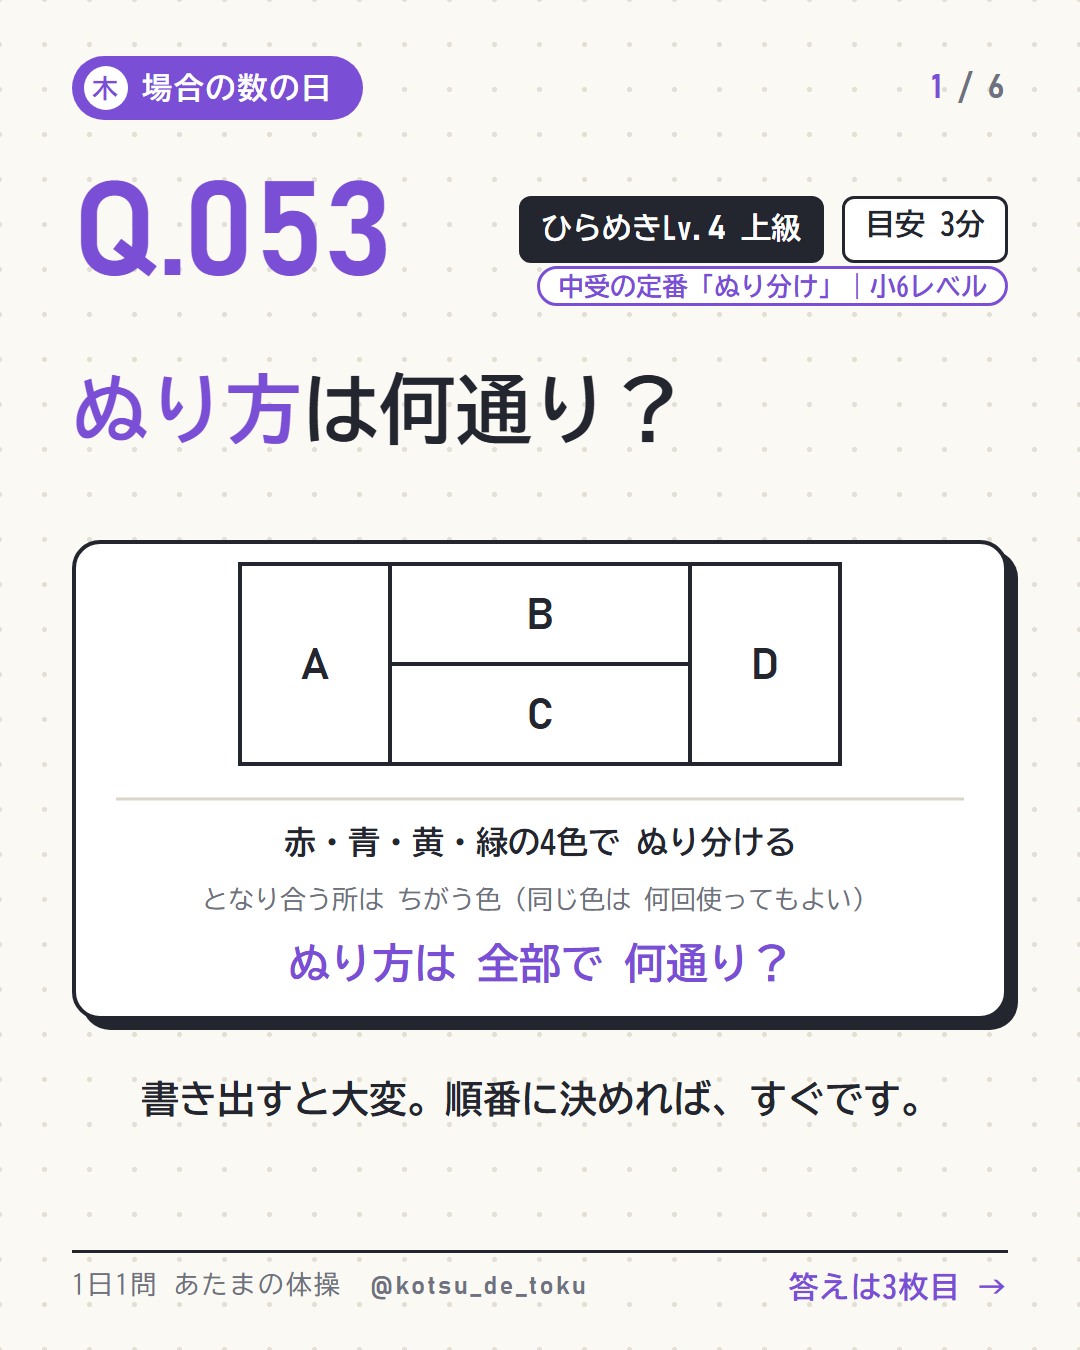 木 場合の数の日
1 / 6
Q.053
ひらめきLv.4 上級
目安 3分
中受の定番「ぬり分け」｜小6レベル
ぬり方は何通り？
A
B
C
D
赤・青・黄・緑の4色で ぬり分ける
となり合う所は ちがう色（同じ色は 何回使ってもよい）
ぬり方は 全部で 何通り？
書き出すと大変。順番に決めれば、すぐです。
1日1問 あたまの体操 @kotsu_de_toku
答えは3枚目 →